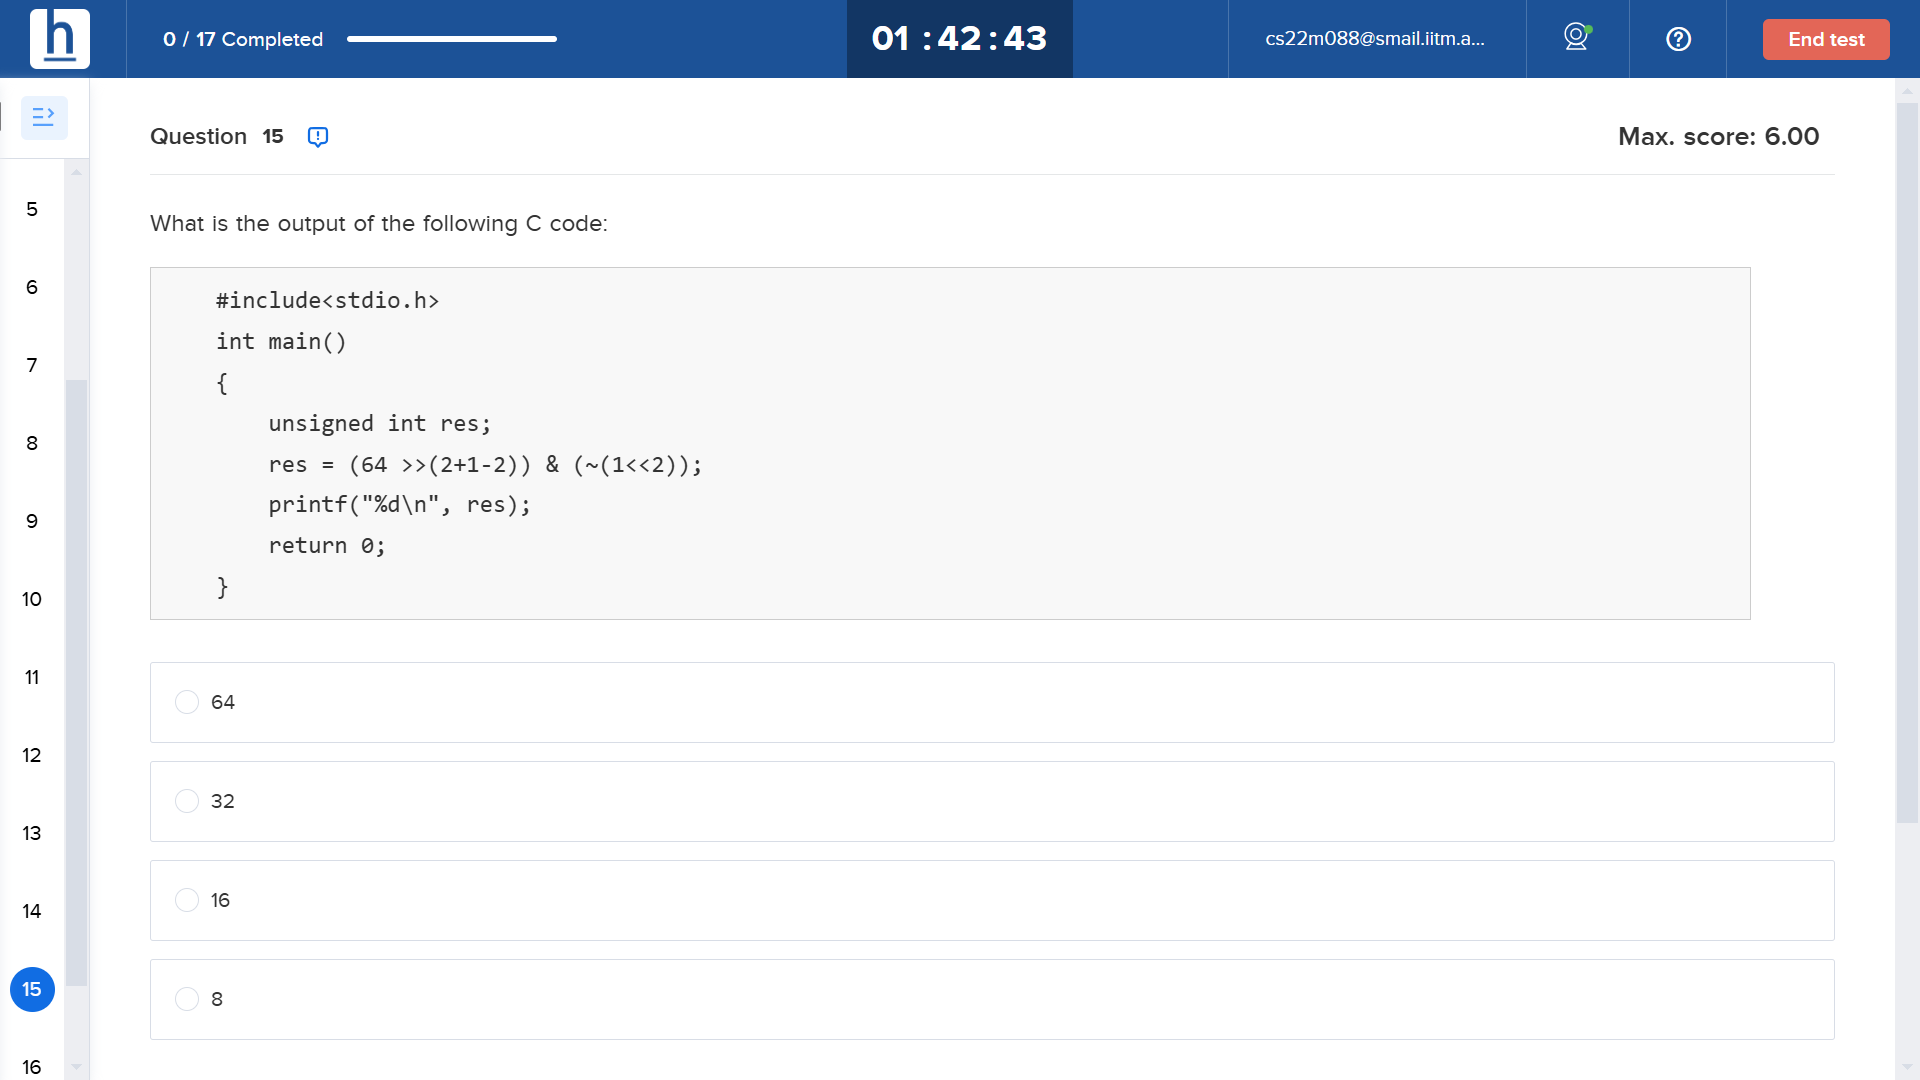 h
0 / 17 Completed
01 : 42 : 43
cs22m088@smail.iitm.a...
End test
Question 15
Max. score: 6.00
What is the output of the following C code:
#include<stdio.h>
int main()
{
    unsigned int res;
    res = (64 >>(2+1-2)) & (~(1<<2));
    printf("%d\n", res);
    return 0;
}
64
32
16
8
5
6
7
8
9
10
11
12
13
14
15
16